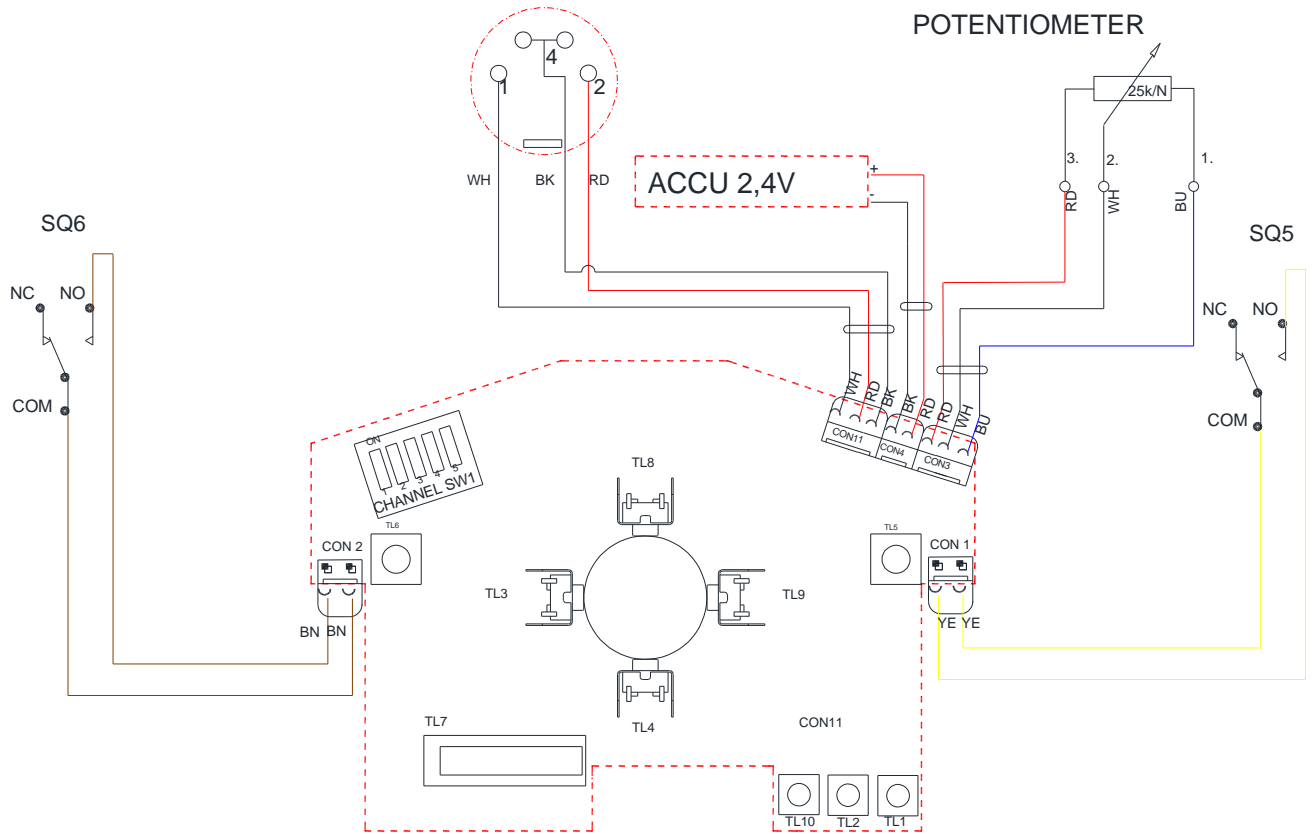 POTENTIOMETER
4
1
2
25k/N
WH
BK
RD
ACCU 2,4V
+
-
3.
2.
1.
RD
WH
BU
SQ6
SQ5
NC
NO
NC
NO
COM
COM
WH
RD
BK
BK
RD
RD
WH
BU
CON11
CON4
CON3
ON
1
2
3
4
5
CHANNEL SW1
TL8
TL6
TL5
CON 2
CON 1
TL3
TL9
BN
BN
YE
YE
TL7
TL4
CON11
TL10
TL2
TL1